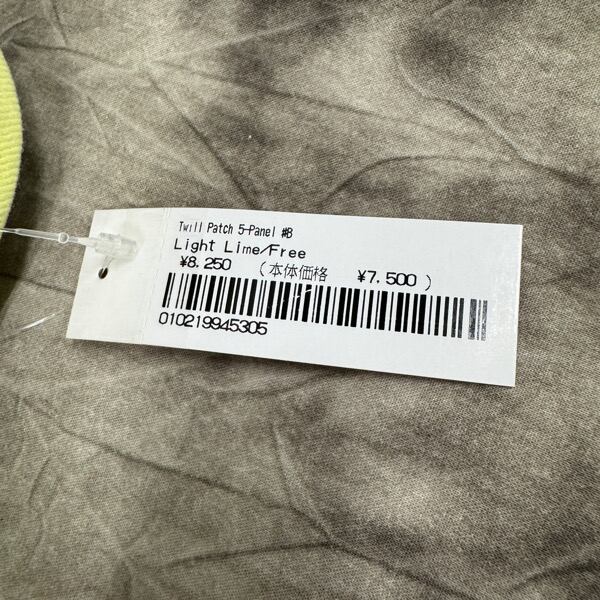 Twill Patch 5-Panel #8
Light Lime/Free
¥8,250 (本体価格 ¥7,500 )
010219945305